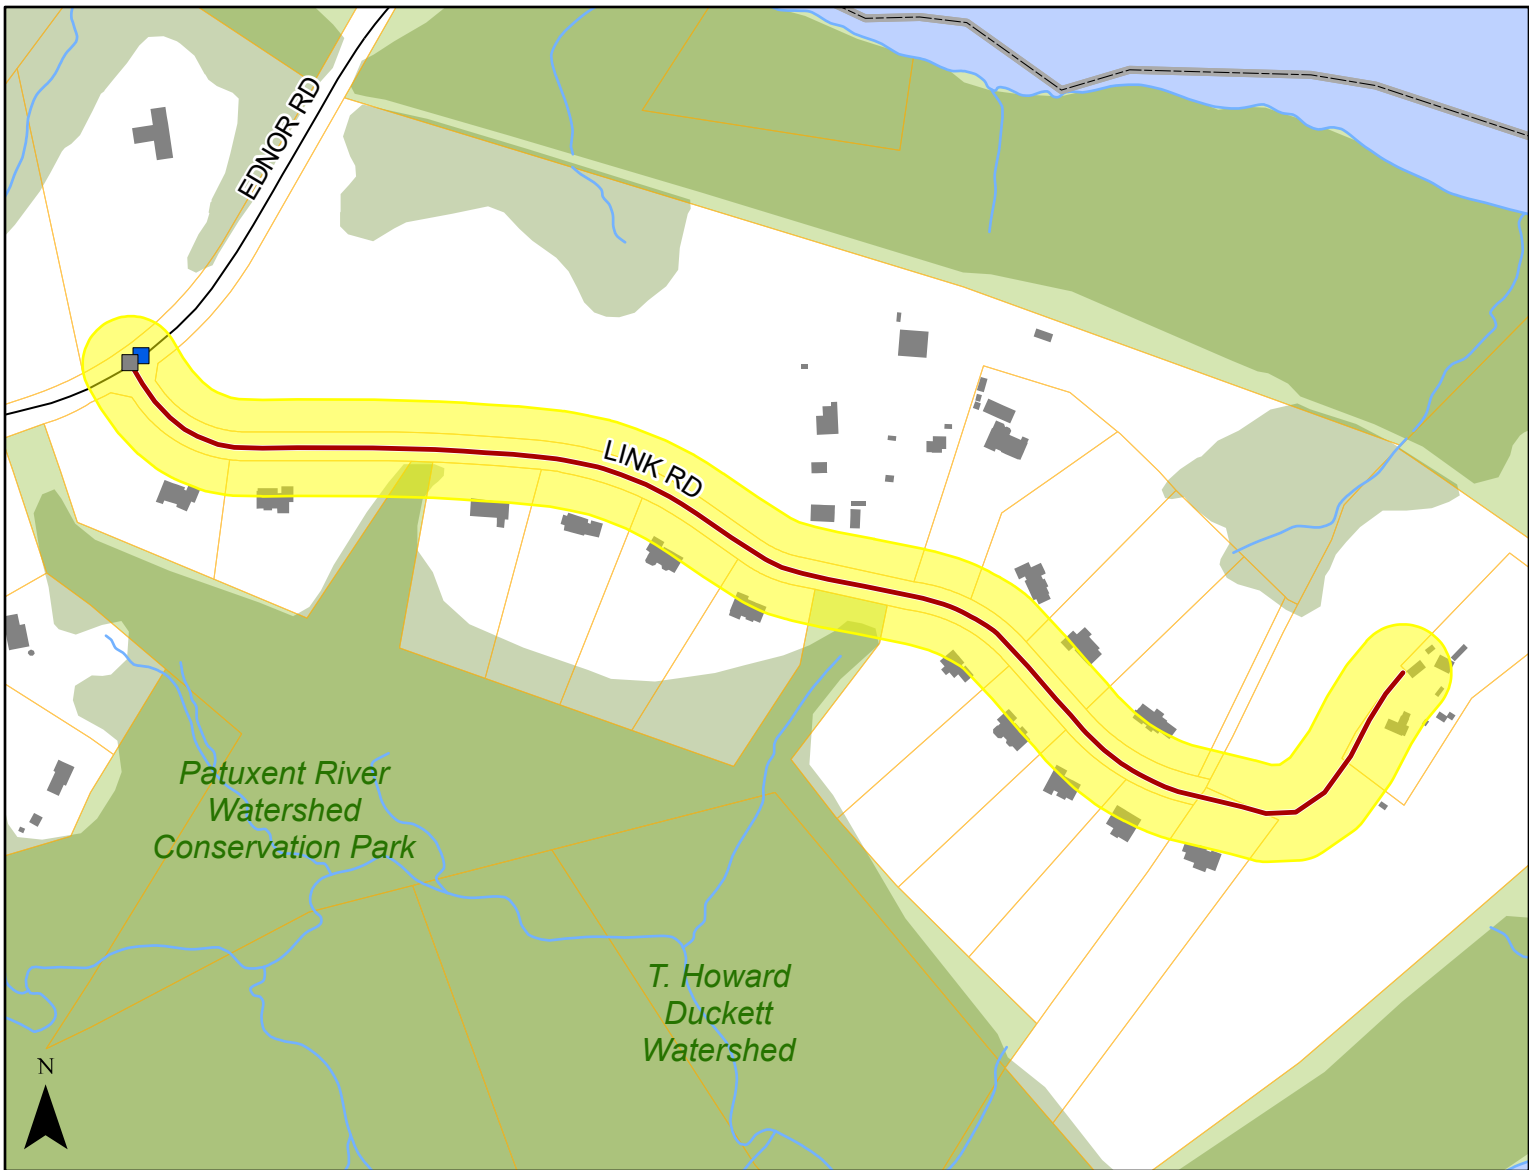 EDNOR RD
LINK RD
Patuxent River
Watershed
Conservation Park
T. Howard
Duckett
Watershed
N